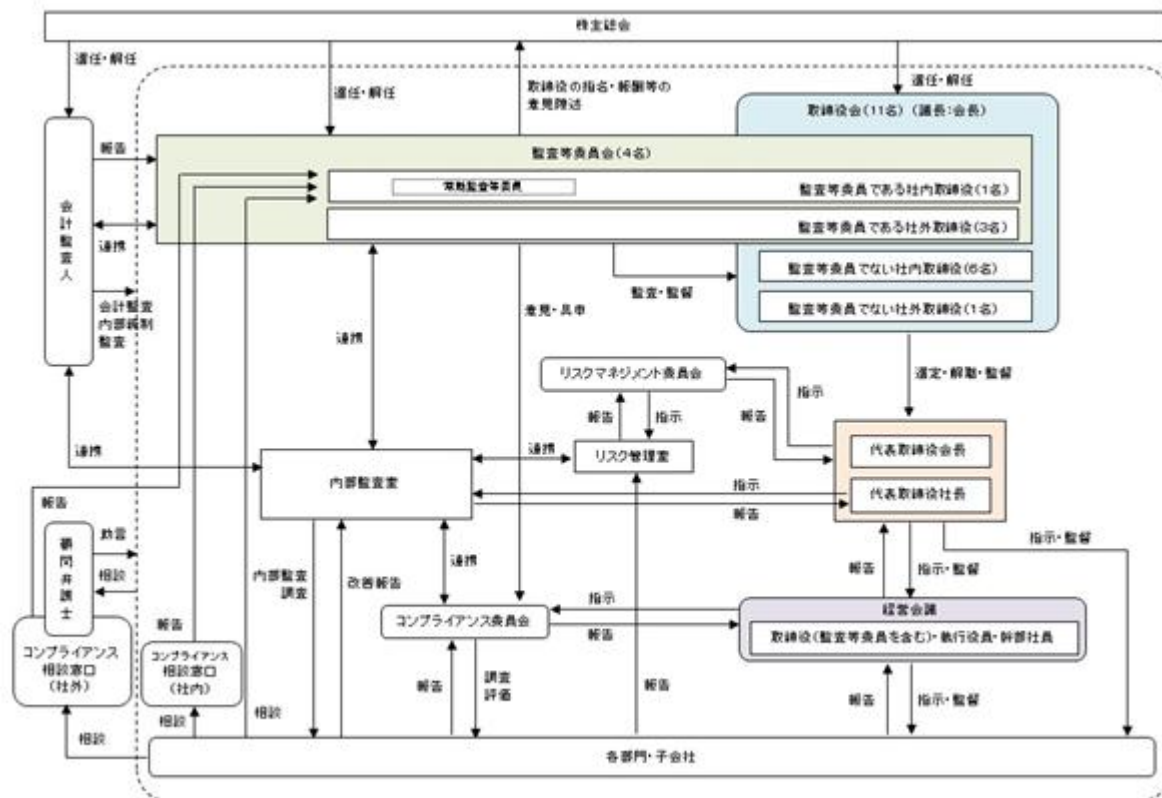 株主総会
選任・解任
選任・解任
取締役の指名・報酬等の
意見陳述
選任・解任
取締役会(11名) (議長:会長)
監査等委員会(4名)
報告
常勤監査等委員
監査等委員である社内取締役(1名)
会計監査人
監査等委員である社外取締役(3名)
連携
監査等委員でない社内取締役(6名)
監査・監督
会計監査
内部統制
監査
監査等委員でない社外取締役(1名)
意見・具申
連携
リスクマネジメント委員会
選定・解職・監督
指示
報告
指示
報告
連携
連携
リスク管理室
代表取締役会長
内部監査室
指示
代表取締役社長
報告
報告
助言
顧問弁護士
相談
指示・監督
内部監査
調査
改善報告
連携
報告
指示・監督
指示
経営会議
コンプライアンス委員会
報告
報告
取締役(監査等委員を含む)・執行役員・幹部社員
コンプライアンス
相談窓口
(社外)
コンプライアンス
相談窓口
(社内)
報告
調査
評価
報告
報告
指示・監督
相談
相談
相談
各部門・子会社